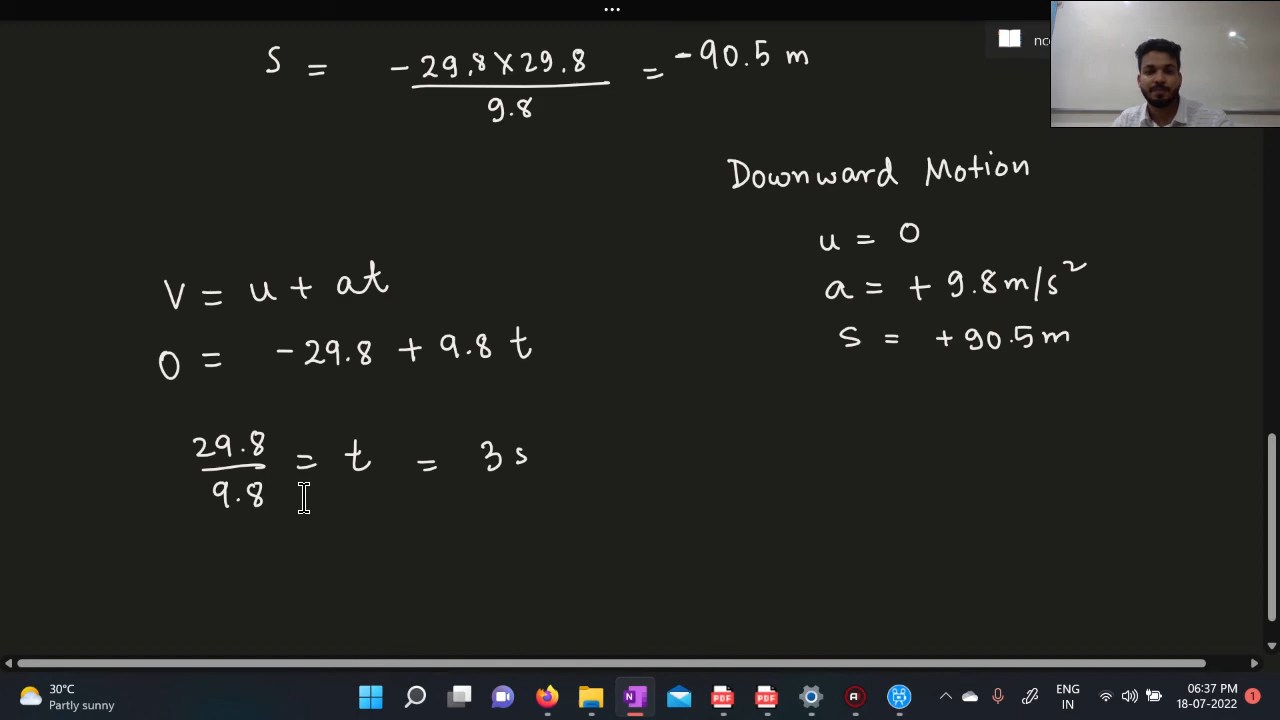 ...
nc
S = - 29.8 X 29.8 / 9.8 = - 90.5 m
Downward Motion
u = 0
a = + 9.8 m/s²
S = + 90.5 m
V = u + at
0 = - 29.8 + 9.8 t
29.8 / 9.8 = t = 3 s
30°C
Partly sunny
ENG
IN
06:37 PM
18-07-2022
1